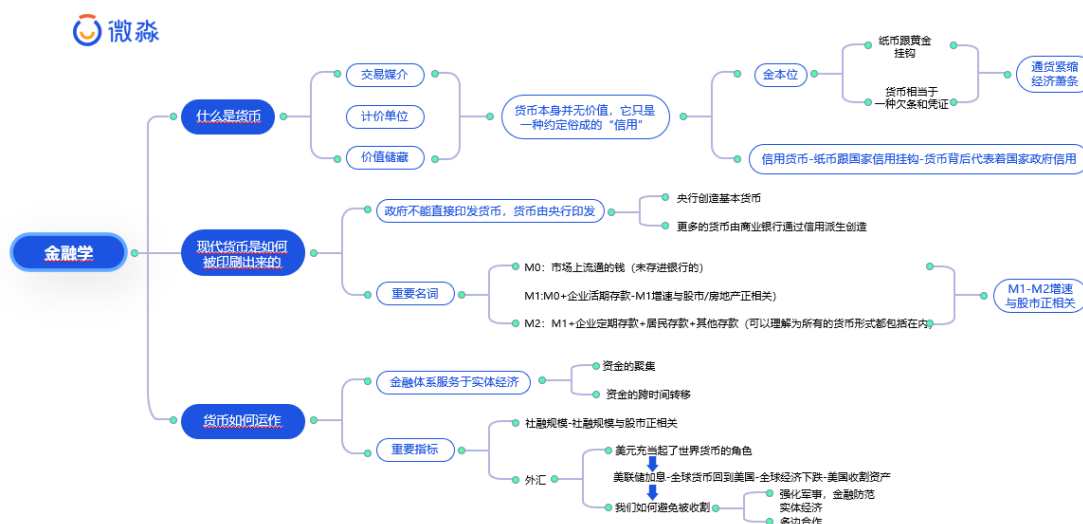 微淼
金融学
什么是货币
交易媒介
计价单位
价值储藏
货币本身并无价值，它只是
一种约定俗成的“信用”
金本位
纸币跟黄金
挂钩
货币相当于
一种欠条和凭证
通货紧缩
经济萧条
信用货币-纸币跟国家信用挂钩-货币背后代表着国家政府信用
现代货币是如何
被印刷出来的
政府不能直接印发货币，货币由央行印发
央行创造基本货币
更多的货币由商业银行通过信用派生创造
重要名词
M0：市场上流通的钱（未存进银行的）
M1:M0+企业活期存款-M1增速与股市/房地产正相关）
M2：M1+企业定期存款+居民存款+其他存款（可以理解为所有的货币形式都包括在内）
M1-M2增速
与股市正相关
货币如何运作
金融体系服务于实体经济
资金的聚集
资金的跨时间转移
重要指标
社融规模-社融规模与股市正相关
外汇
美元充当起了世界货币的角色
美联储加息-全球货币回到美国-全球经济下跌-美国收割资产
我们如何避免被收割
强化军事，金融防范
实体经济
多边合作